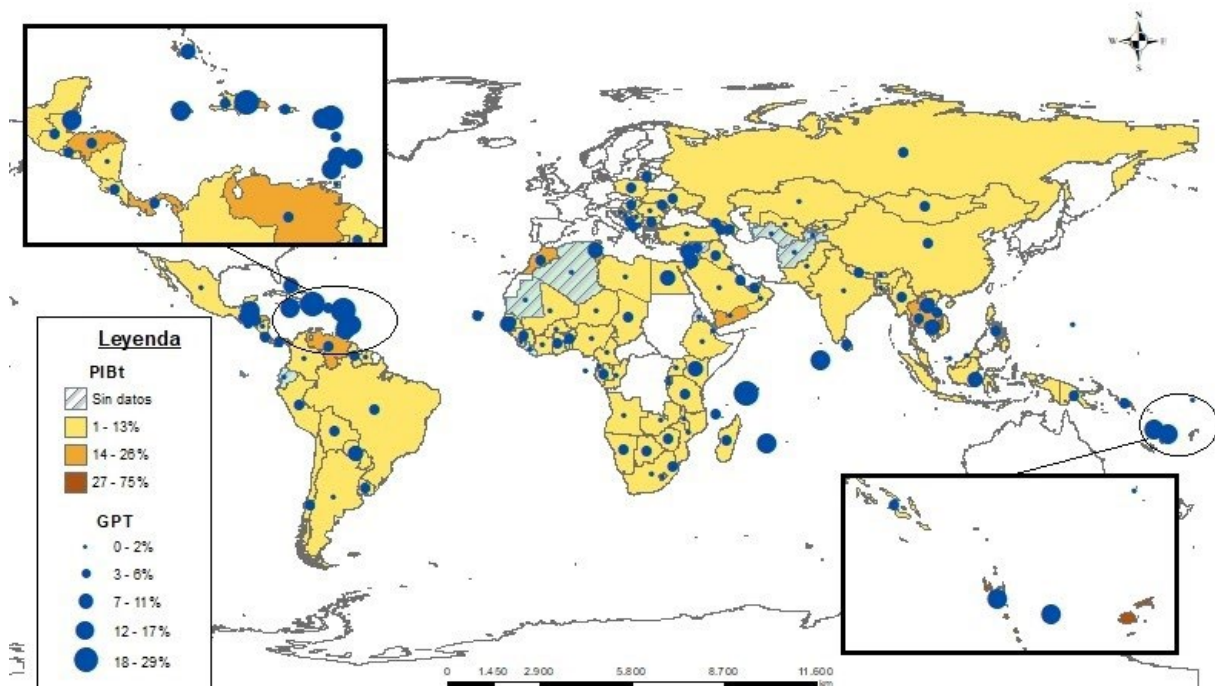 N
W E
S
Leyenda
PIBt
Sin datos
1 - 13%
14 - 26%
27 - 75%
GPT
0 - 2%
3 - 6%
7 - 11%
12 - 17%
18 - 29%
0 1.450 2.900 5.800 8.700 11.600
km